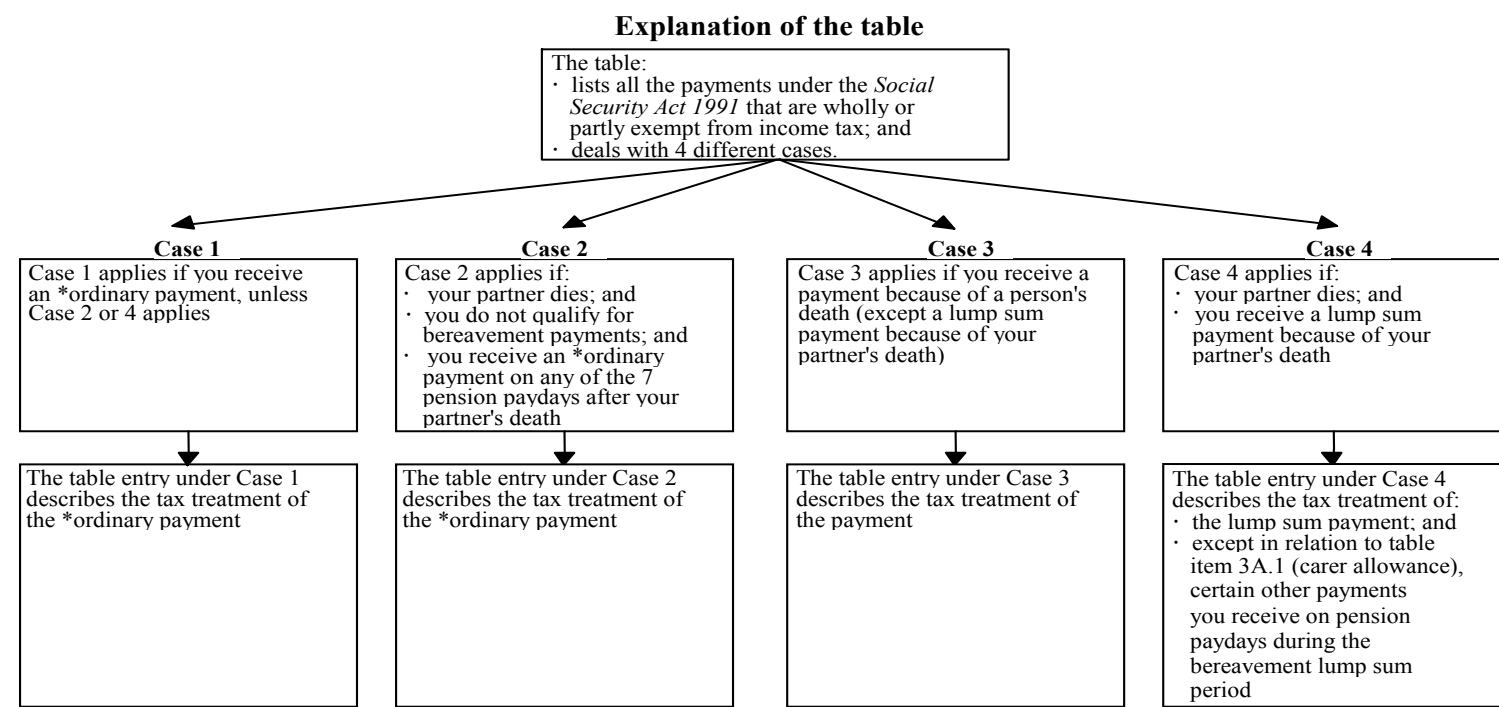 Explanation of the table
The table:
· lists all the payments under the Social
Security Act 1991 that are wholly or
partly exempt from income tax; and
· deals with 4 different cases.
Case 1
Case 1 applies if you receive
an *ordinary payment, unless
Case 2 or 4 applies
The table entry under Case 1
describes the tax treatment of
the *ordinary payment
Case 2
Case 2 applies if:
· your partner dies; and
· you do not qualify for
bereavement payments; and
· you receive an *ordinary
payment on any of the 7
pension paydays after your
partner's death
The table entry under Case 2
describes the tax treatment of
the *ordinary payment
Case 3
Case 3 applies if you receive a
payment because of a person's
death (except a lump sum
payment because of your
partner's death)
The table entry under Case 3
describes the tax treatment of
the payment
Case 4
Case 4 applies if:
· your partner dies; and
· you receive a lump sum
payment because of your
partner's death
The table entry under Case 4
describes the tax treatment of:
· the lump sum payment; and
· except in relation to table
item 3A.1 (carer allowance),
certain other payments
you receive on pension
paydays during the
bereavement lump sum
period